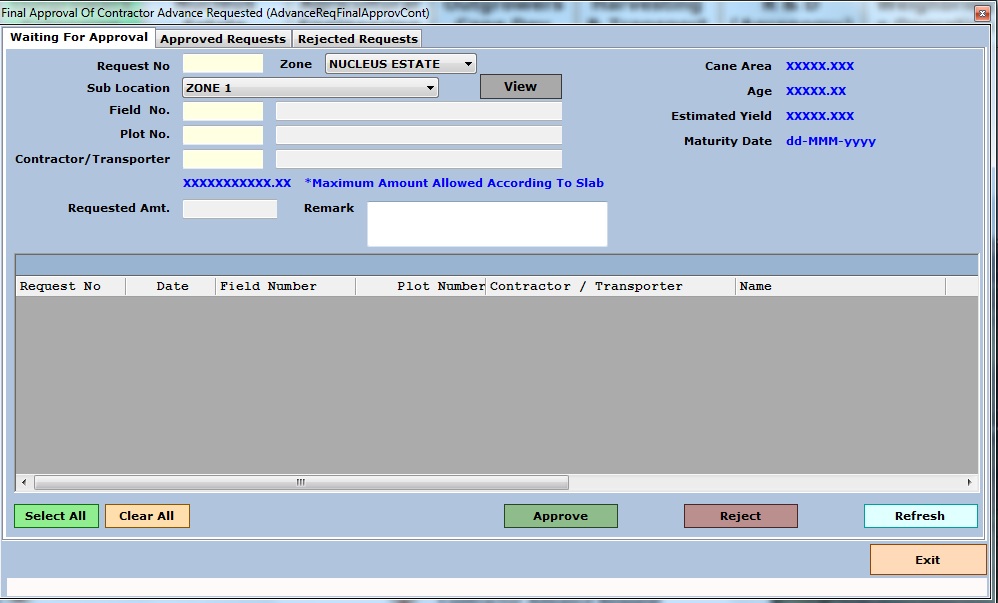 Outgrowers Harvesting R & D
Final Approval Of Contractor Advance Requested (AdvanceReqFinalApprovCont)
Waiting For Approval Approved Requests Rejected Requests
Request No Zone NUCLEUS ESTATE Cane Area XXXXX.XXX
Sub Location ZONE 1 View Age XXXXX.XX
Field No. Estimated Yield XXXXX.XXX
Plot No. Maturity Date dd-MMM-yyyy
Contractor/Transporter
XXXXXXXXXXX.XX *Maximum Amount Allowed According To Slab
Requested Amt. Remark
Request No Date Field Number Plot Number Contractor / Transporter Name
Select All Clear All Approve Reject Refresh
Exit